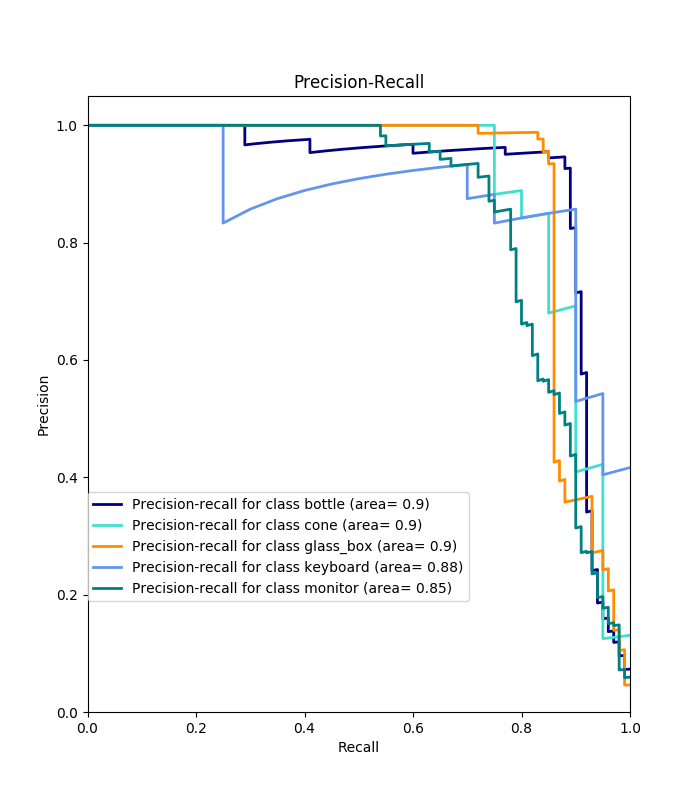 Precision-Recall
1.0
0.8
0.6
0.4
0.2
0.0
Precision
Precision-recall for class bottle (area= 0.9)
Precision-recall for class cone (area= 0.9)
Precision-recall for class glass_box (area= 0.9)
Precision-recall for class keyboard (area= 0.88)
Precision-recall for class monitor (area= 0.85)
0.0 0.2 0.4 0.6 0.8 1.0
Recall